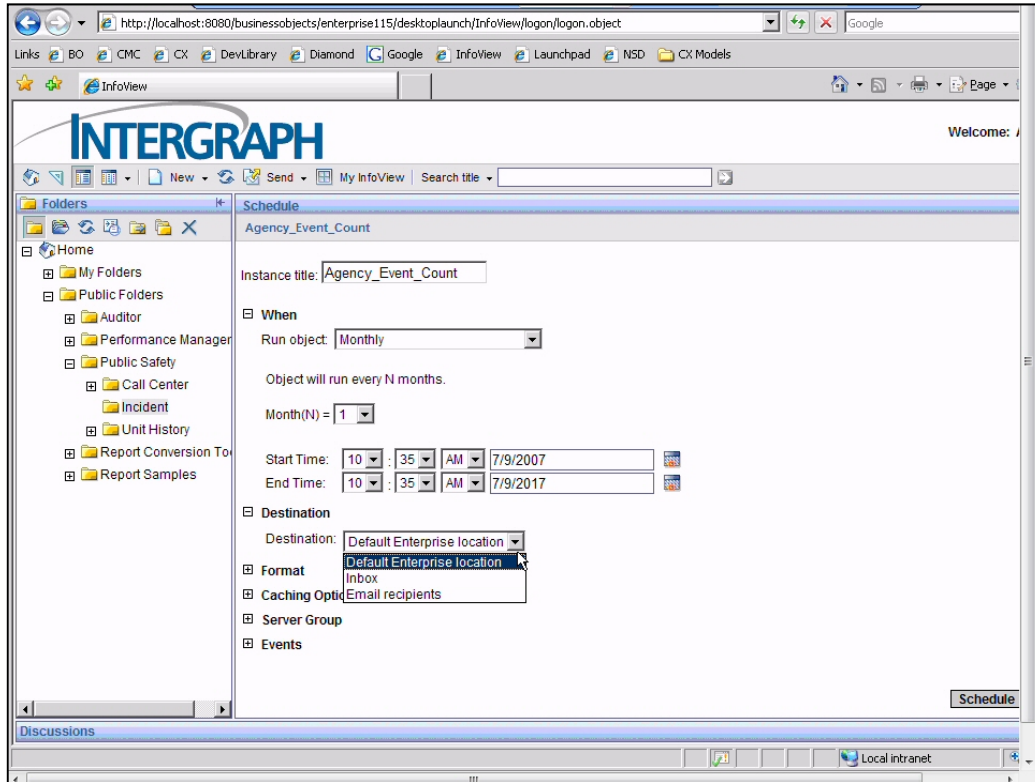 http://localhost:8080/businessobjects/enterprise115/desktoplaunch/InfoView/logon/logon.object Google
Links BO CMC CX DevLibrary Diamond Google InfoView Launchpad NSD CX Models
InfoView Page
INTERGRAPH
Welcome:
New Send My InfoView Search title
Folders
Home
My Folders
Public Folders
Auditor
Performance Manager
Public Safety
Call Center
Incident
Unit History
Report Conversion To
Report Samples
Schedule
Agency_Event_Count
Instance title: Agency_Event_Count
When
Run object: Monthly
Object will run every N months.
Month(N) = 1
Start Time: 10 : 35 AM 7/9/2007
End Time: 10 : 35 AM 7/9/2017
Destination
Destination: Default Enterprise location
Default Enterprise location
Inbox
Email recipients
Format
Caching Optio
Server Group
Events
Schedule
Discussions
Local intranet